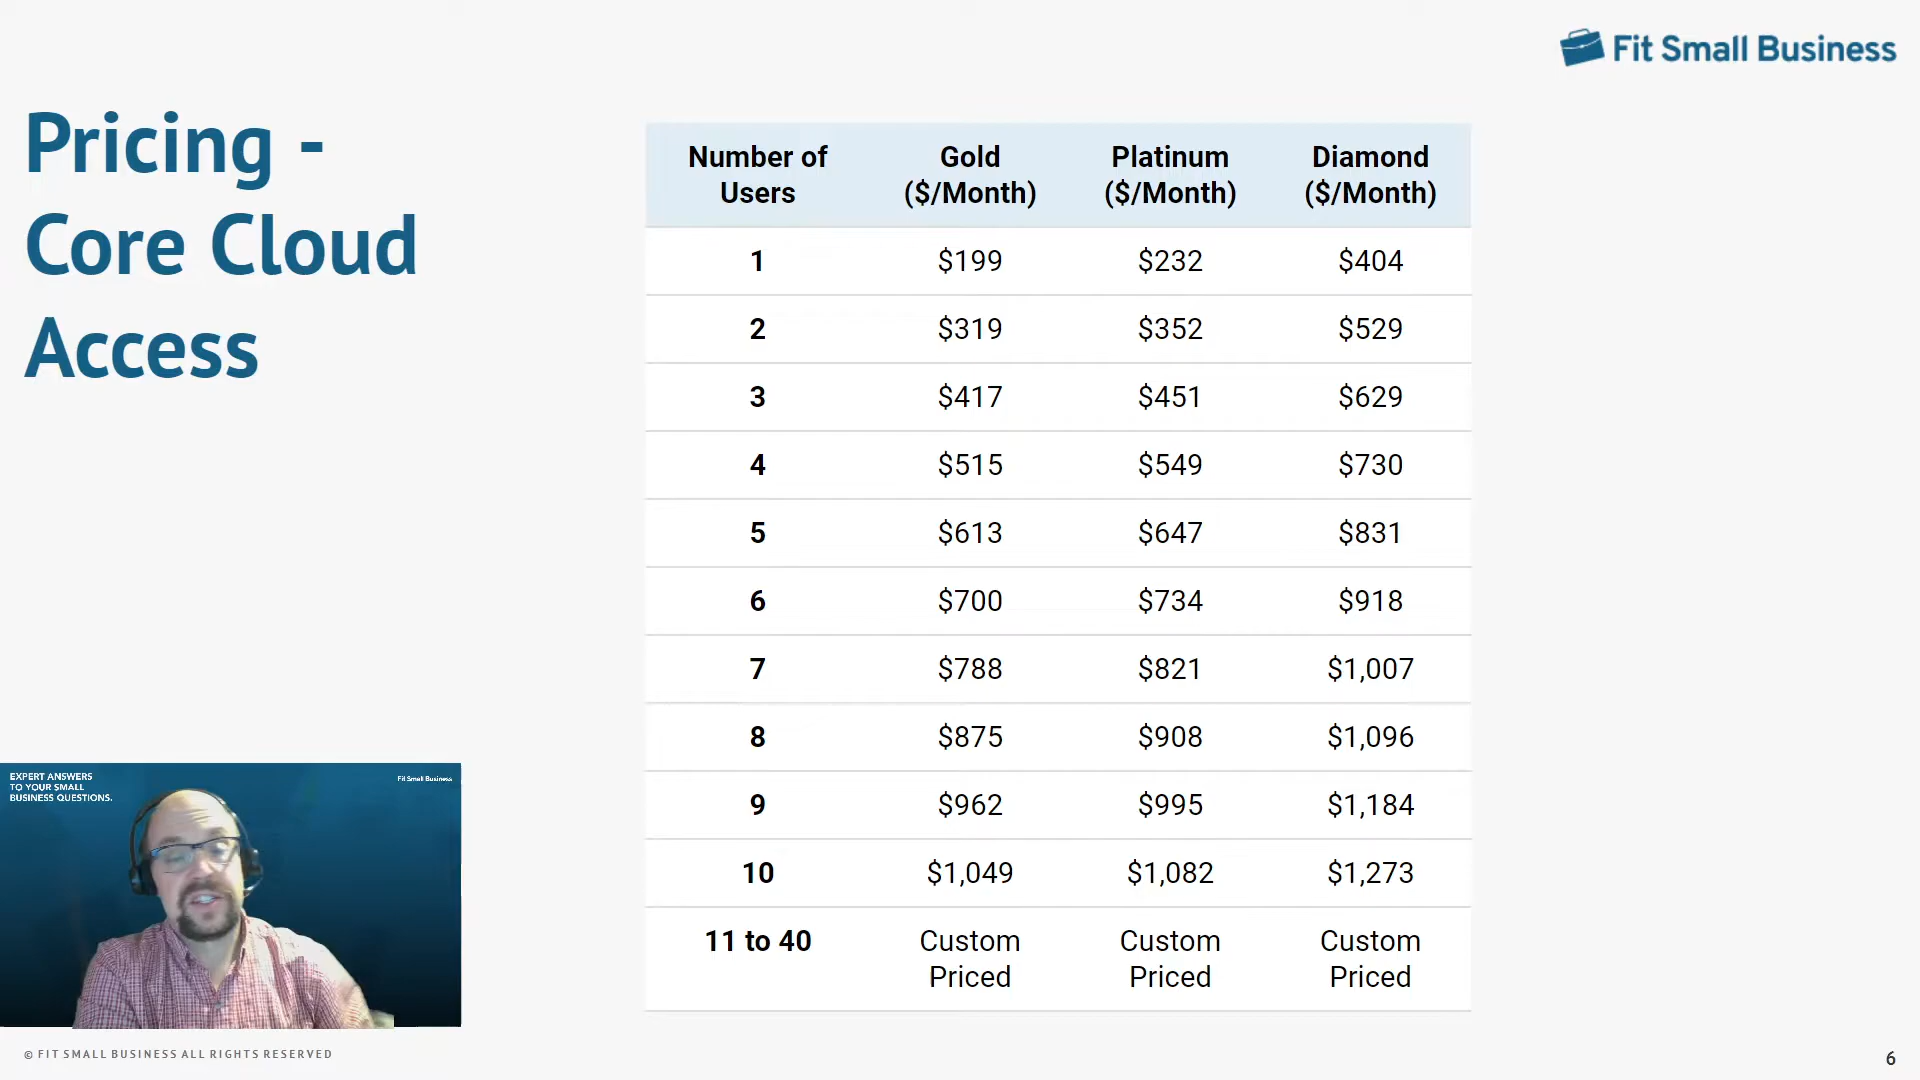 Fit Small Business
Pricing -
Core Cloud
Access
Number of Users Gold ($/Month) Platinum ($/Month) Diamond ($/Month)
1 $199 $232 $404
2 $319 $352 $529
3 $417 $451 $629
4 $515 $549 $730
5 $613 $647 $831
6 $700 $734 $918
7 $788 $821 $1,007
8 $875 $908 $1,096
9 $962 $995 $1,184
10 $1,049 $1,082 $1,273
11 to 40 Custom Priced Custom Priced Custom Priced
EXPERT ANSWERS
TO YOUR SMALL
BUSINESS QUESTIONS.
Fit Small Business
© FIT SMALL BUSINESS ALL RIGHTS RESERVED
6